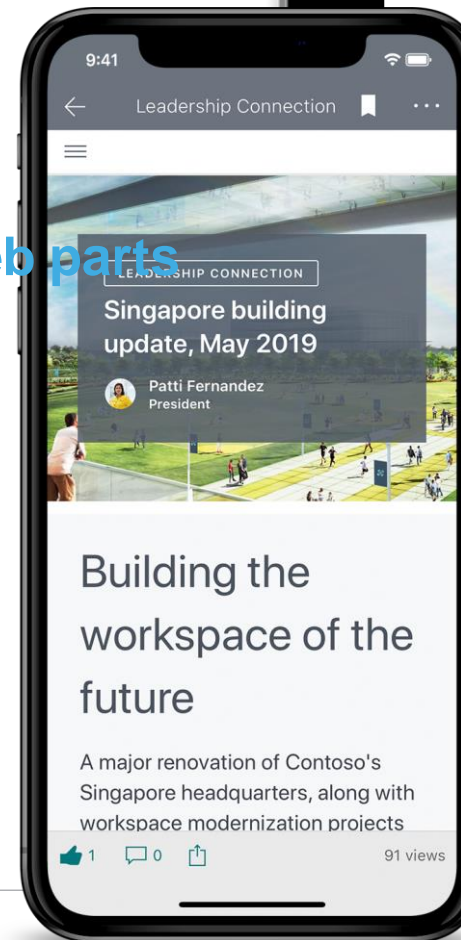 9:41
Leadership Connection
parts
LEADERSHIP CONNECTION
Singapore building
update, May 2019
Patti Fernandez
President
Building the
workspace of the
future
A major renovation of Contoso's
Singapore headquarters, along with
workspace modernization projects
1
0
91 views